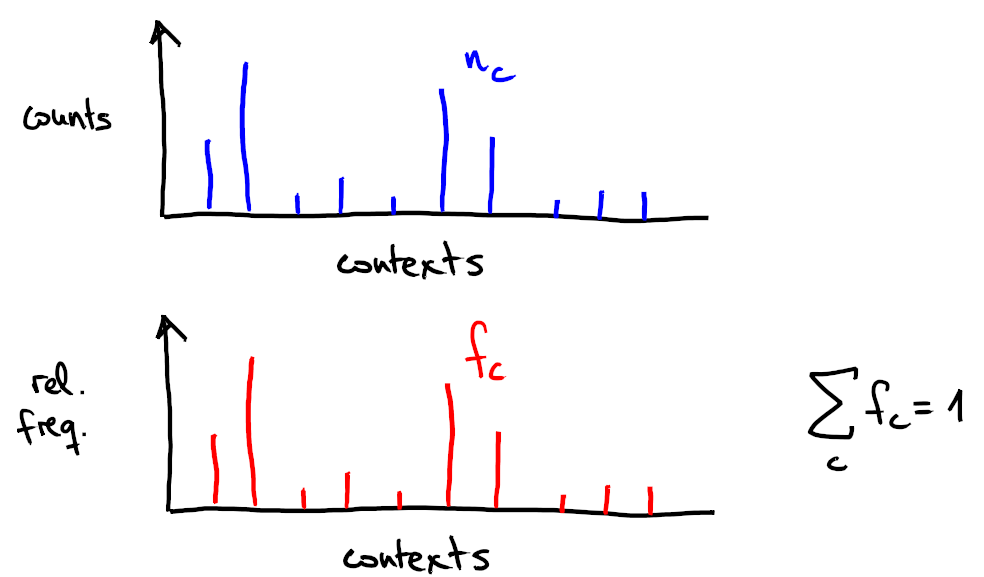 n_c
counts
contexts
f_c
rel.
freq.
∑_c f_c = 1
contexts